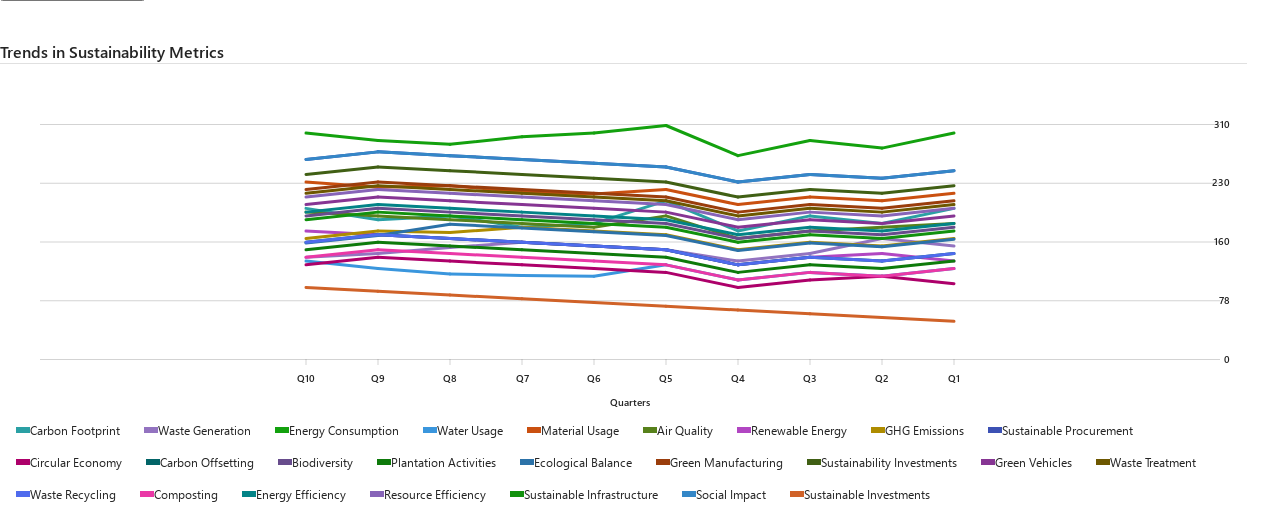 Trends in Sustainability Metrics
310
230
160
78
0
Q10 Q9 Q8 Q7 Q6 Q5 Q4 Q3 Q2 Q1
Quarters
Carbon Footprint Waste Generation Energy Consumption Water Usage Material Usage Air Quality Renewable Energy GHG Emissions Sustainable Procurement
Circular Economy Carbon Offsetting Biodiversity Plantation Activities Ecological Balance Green Manufacturing Sustainability Investments Green Vehicles Waste Treatment
Waste Recycling Composting Energy Efficiency Resource Efficiency Sustainable Infrastructure Social Impact Sustainable Investments